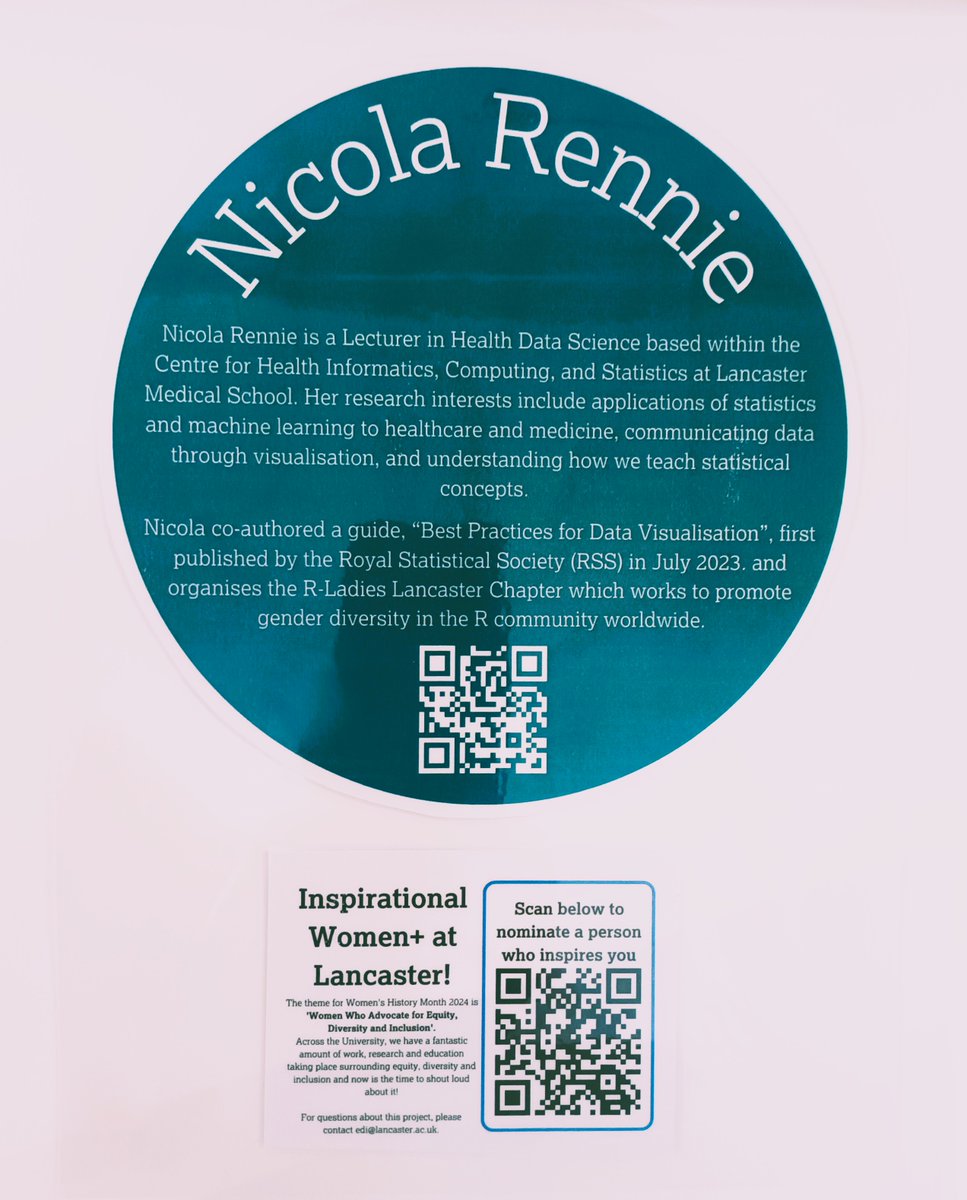 Nicola Rennie
Nicola Rennie is a Lecturer in Health Data Science based within the
Centre for Health Informatics, Computing, and Statistics at Lancaster
Medical School. Her research interests include applications of statistics
and machine learning to healthcare and medicine, communicating data
through visualisation, and understanding how we teach statistical
concepts.
Nicola co-authored a guide, “Best Practices for Data Visualisation”, first
published by the Royal Statistical Society (RSS) in July 2023. and
organises the R-Ladies Lancaster Chapter which works to promote
gender diversity in the R community worldwide.
Inspirational
Women+ at
Lancaster!
The theme for Women's History Month 2024 is
'Women Who Advocate for Equity,
Diversity and Inclusion'.
Across the University, we have a fantastic
amount of work, research and education
taking place surrounding equity, diversity and
inclusion and now is the time to shout loud
about it!
For questions about this project, please
contact edi@lancaster.ac.uk.
Scan below to
nominate a person
who inspires you